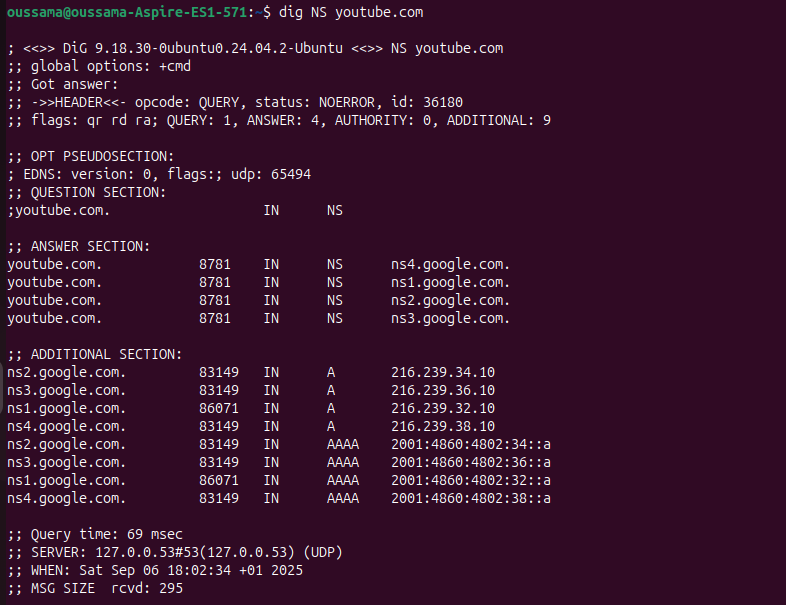 oussama@oussama-Aspire-ES1-571:~$ dig NS youtube.com

; <<>> DiG 9.18.30-0ubuntu0.24.04.2-Ubuntu <<>> NS youtube.com
;; global options: +cmd
;; Got answer:
;; ->>HEADER<<- opcode: QUERY, status: NOERROR, id: 36180
;; flags: qr rd ra; QUERY: 1, ANSWER: 4, AUTHORITY: 0, ADDITIONAL: 9

;; OPT PSEUDOSECTION:
; EDNS: version: 0, flags:; udp: 65494
;; QUESTION SECTION:
;youtube.com.			IN	NS

;; ANSWER SECTION:
youtube.com.		8781	IN	NS	ns4.google.com.
youtube.com.		8781	IN	NS	ns1.google.com.
youtube.com.		8781	IN	NS	ns2.google.com.
youtube.com.		8781	IN	NS	ns3.google.com.

;; ADDITIONAL SECTION:
ns2.google.com.		83149	IN	A	216.239.34.10
ns3.google.com.		83149	IN	A	216.239.36.10
ns1.google.com.		86071	IN	A	216.239.32.10
ns4.google.com.		83149	IN	A	216.239.38.10
ns2.google.com.		83149	IN	AAAA	2001:4860:4802:34::a
ns3.google.com.		83149	IN	AAAA	2001:4860:4802:36::a
ns1.google.com.		86071	IN	AAAA	2001:4860:4802:32::a
ns4.google.com.		83149	IN	AAAA	2001:4860:4802:38::a

;; Query time: 69 msec
;; SERVER: 127.0.0.53#53(127.0.0.53) (UDP)
;; WHEN: Sat Sep 06 18:02:34 +01 2025
;; MSG SIZE  rcvd: 295